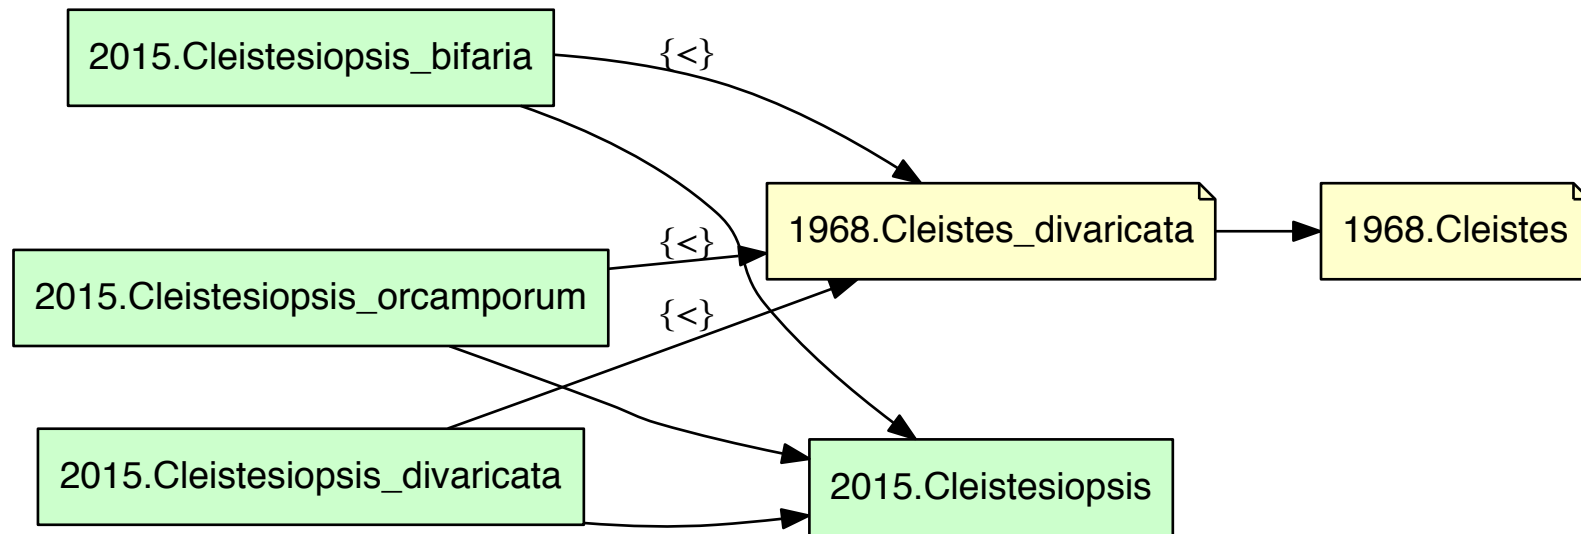 2015.Cleistesiopsis_bifaria
{<}
1968.Cleistes_divaricata
1968.Cleistes
{<}
2015.Cleistesiopsis_orcamporum
{<}
2015.Cleistesiopsis_divaricata
2015.Cleistesiopsis